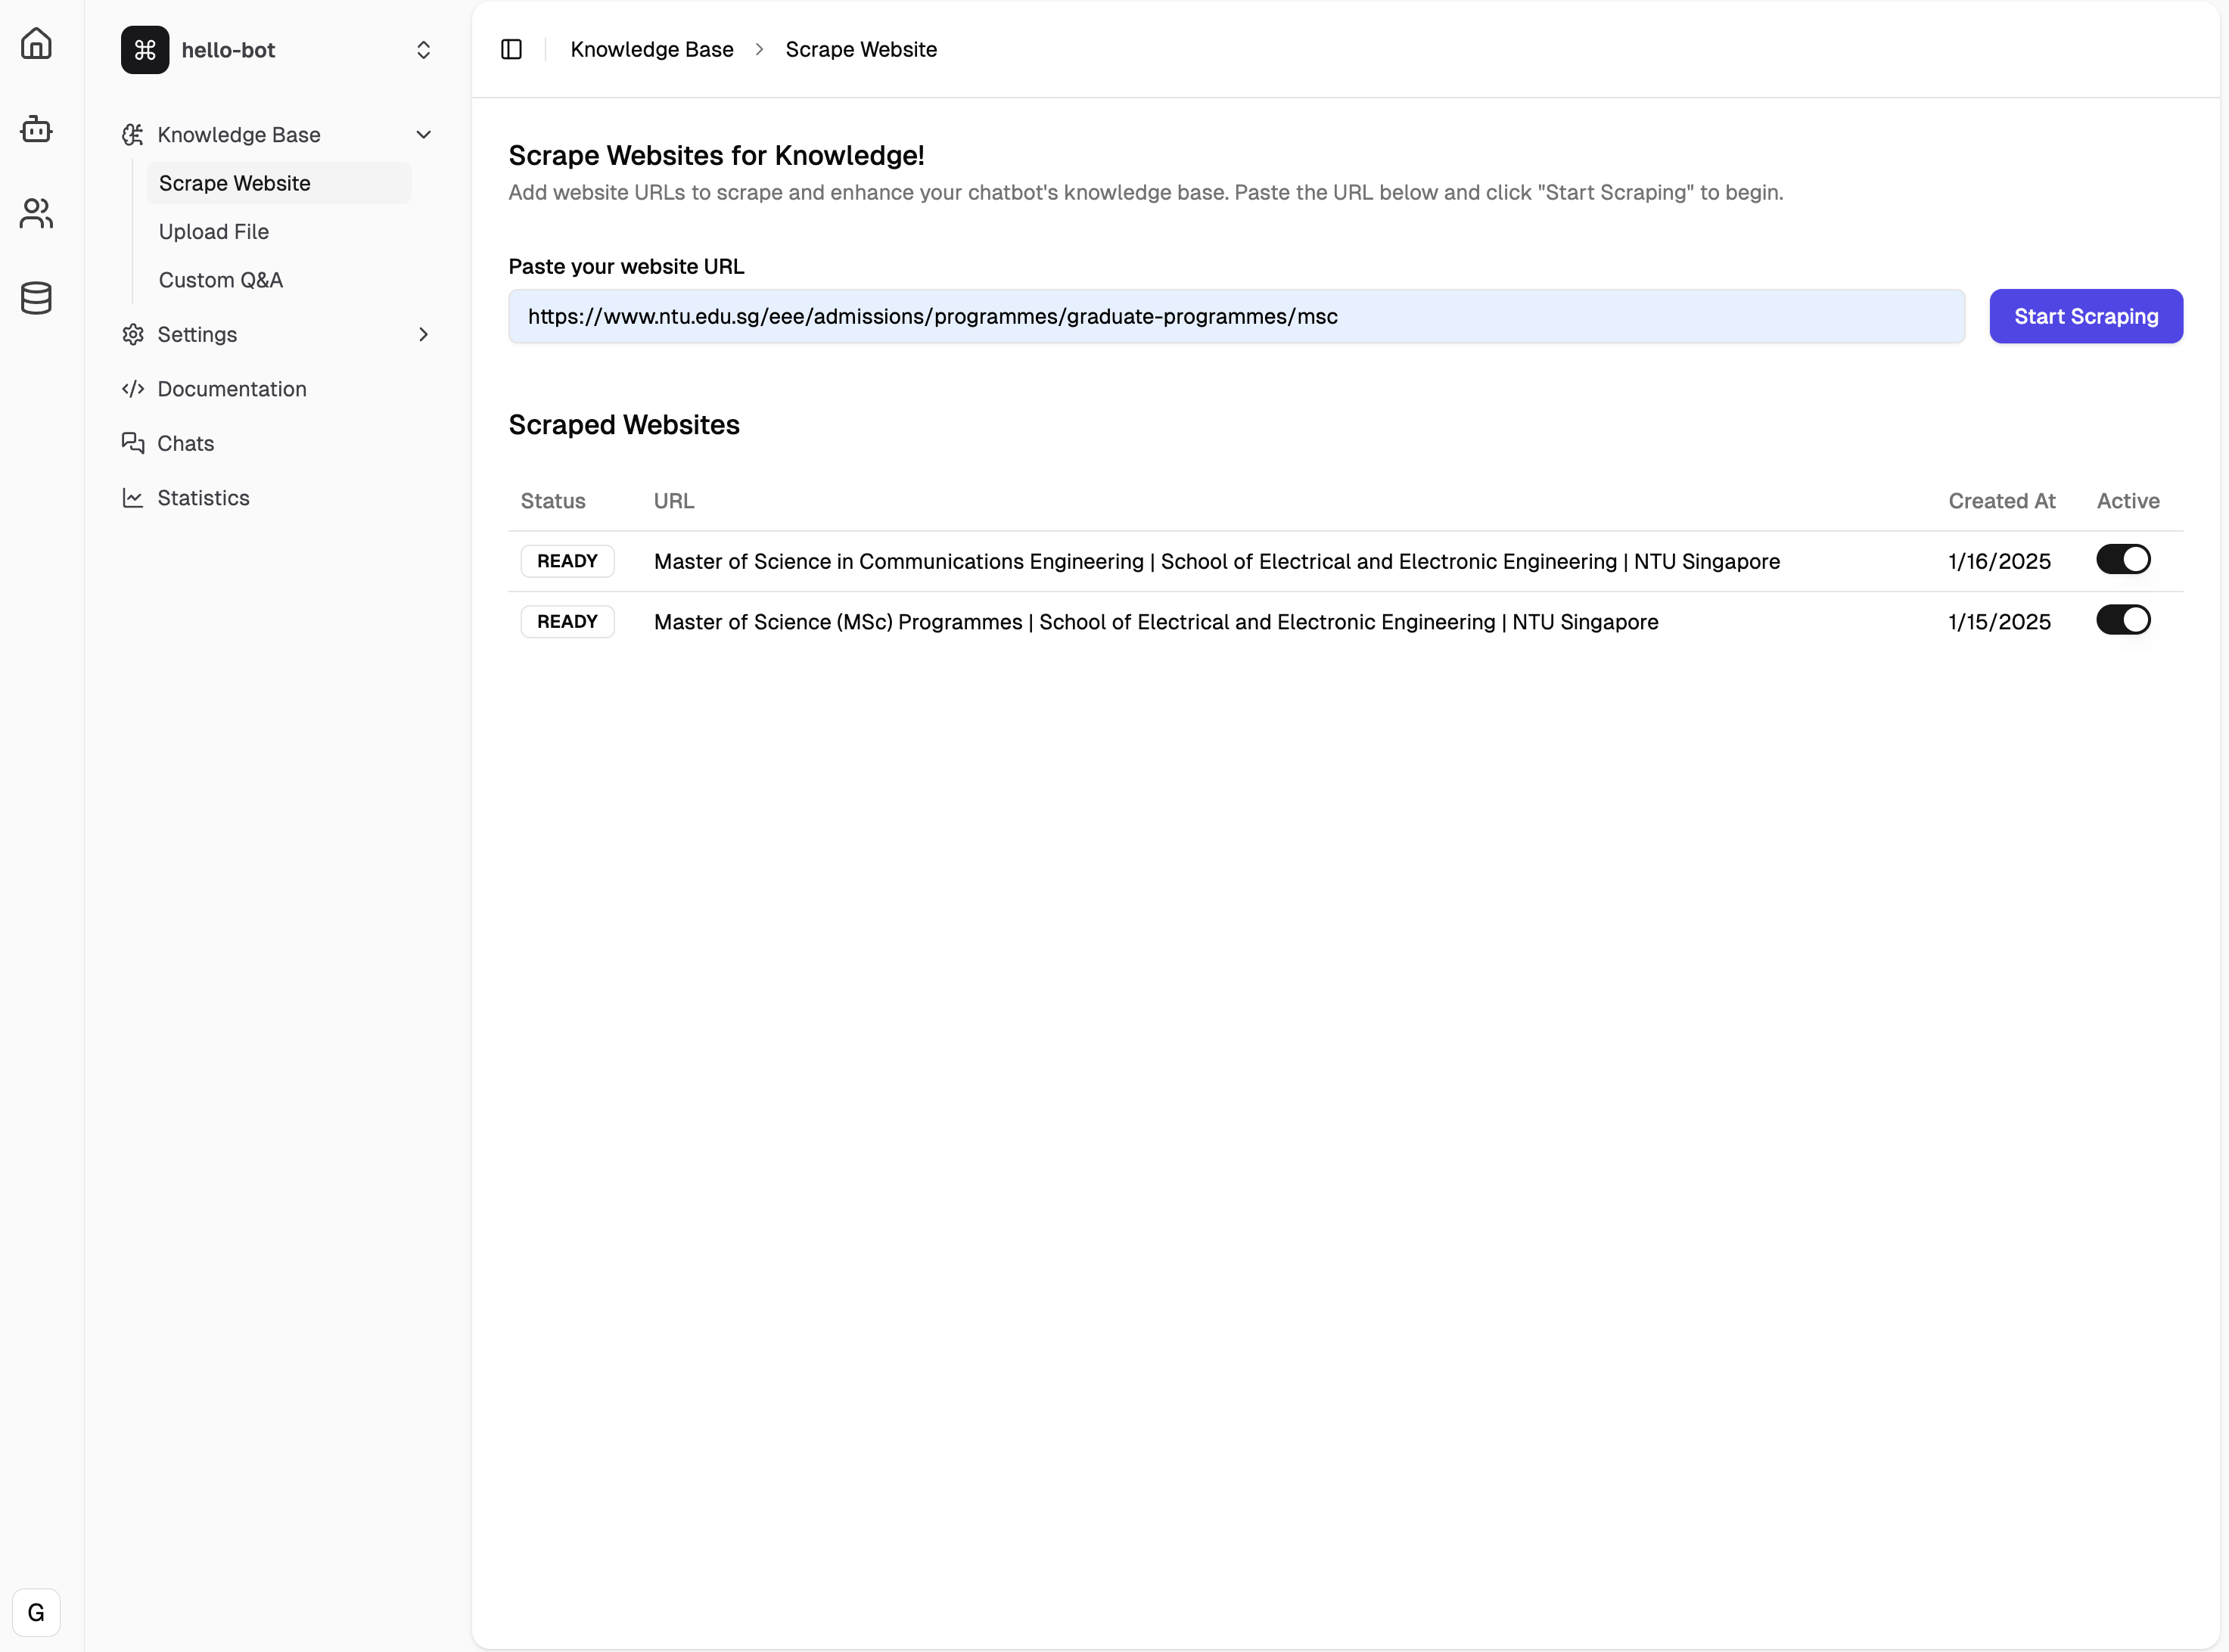 hello-bot
Knowledge Base
Scrape Website
Upload File
Custom Q&A
Settings
Documentation
Chats
Statistics
G
Knowledge Base > Scrape Website
Scrape Websites for Knowledge!
Add website URLs to scrape and enhance your chatbot's knowledge base. Paste the URL below and click "Start Scraping" to begin.
Paste your website URL
https://www.ntu.edu.sg/eee/admissions/programmes/graduate-programmes/msc
Start Scraping
Scraped Websites
Status URL Created At Active
READY Master of Science in Communications Engineering | School of Electrical and Electronic Engineering | NTU Singapore 1/16/2025
READY Master of Science (MSc) Programmes | School of Electrical and Electronic Engineering | NTU Singapore 1/15/2025